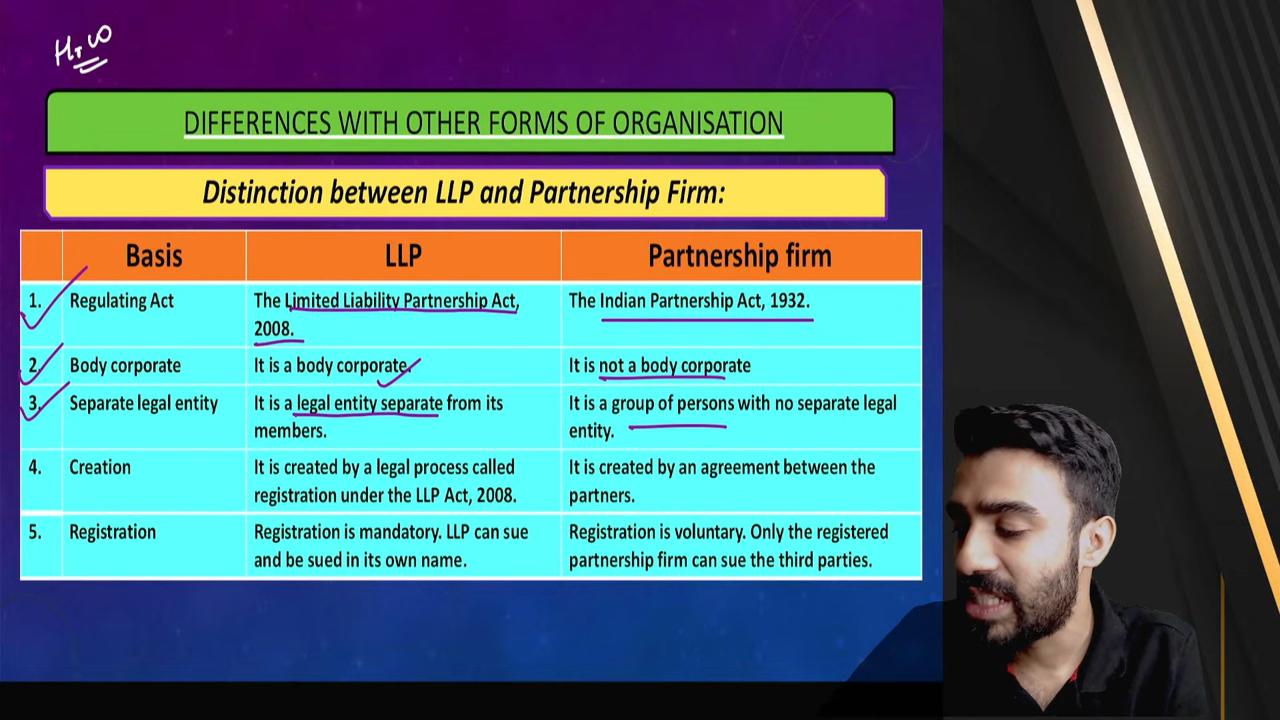 DIFFERENCES WITH OTHER FORMS OF ORGANISATION
Distinction between LLP and Partnership Firm:
Basis LLP Partnership firm
1. Regulating Act The Limited Liability Partnership Act, The Indian Partnership Act, 1932.
2008.
2. Body corporate It is a body corporate. It is not a body corporate
3. Separate legal entity It is a legal entity separate from its It is a group of persons with no separate legal
members. entity.
4. Creation It is created by a legal process called It is created by an agreement between the
registration under the LLP Act, 2008. partners.
5. Registration Registration is mandatory. LLP can sue Registration is voluntary. Only the registered
and be sued in its own name. partnership firm can sue the third parties.